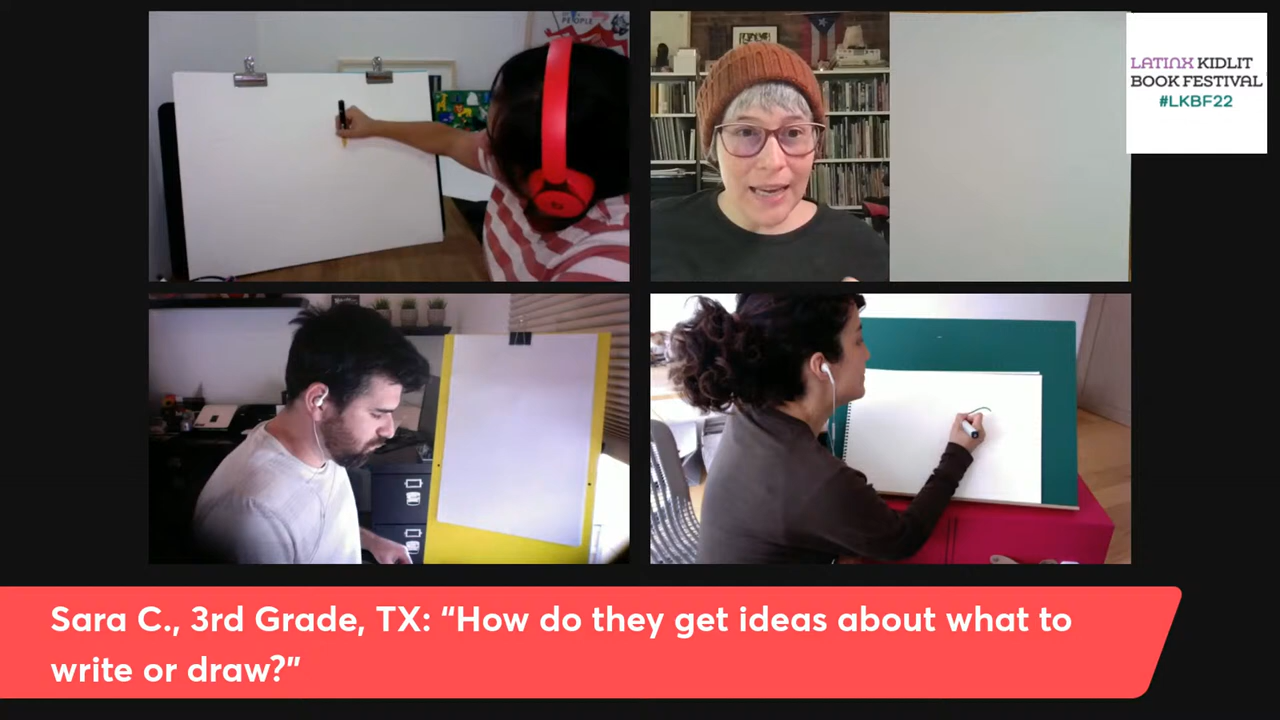 PEOPLE
LATINX KIDLIT
BOOK FESTIVAL
#LKBF22
Sara C., 3rd Grade, TX: “How do they get ideas about what to
write or draw?”